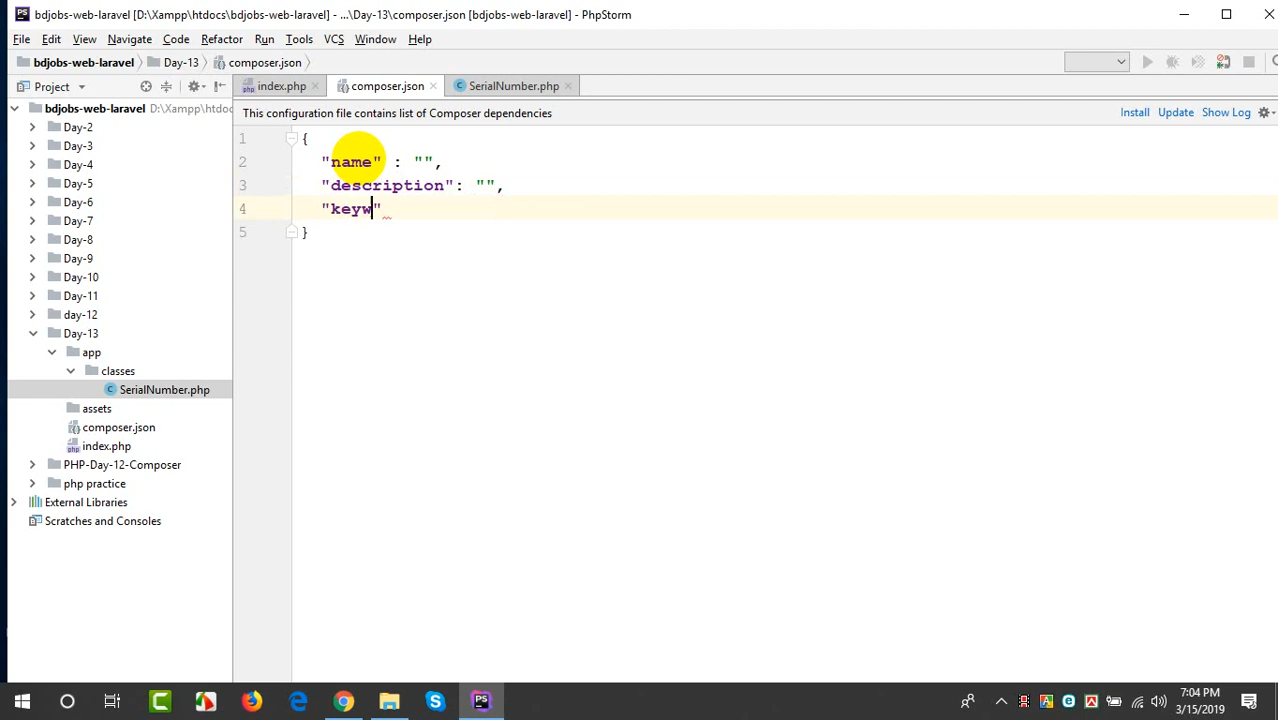 PS bdjobs-web-laravel [D:\Xampp\htdocs\bdjobs-web-laravel] - ...\Day-13\composer.json [bdjobs-web-laravel] - PhpStorm
File Edit View Navigate Code Refactor Run Tools VCS Window Help
bdjobs-web-laravel Day-13 composer.json
Project index.php composer.json SerialNumber.php
bdjobs-web-laravel D:\Xampp\htdoc
Day-2
Day-3
Day-4
Day-5
Day-6
Day-7
Day-8
Day-9
Day-10
Day-11
day-12
Day-13
app
classes
C SerialNumber.php
assets
composer.json
php index.php
PHP-Day-12-Composer
php practice
External Libraries
Scratches and Consoles
This configuration file contains list of Composer dependencies Install Update Show Log
1 {
2 "name" : "",
3 "description": "",
4 "keyw"
5 }
PS
7:04 PM
3/15/2019